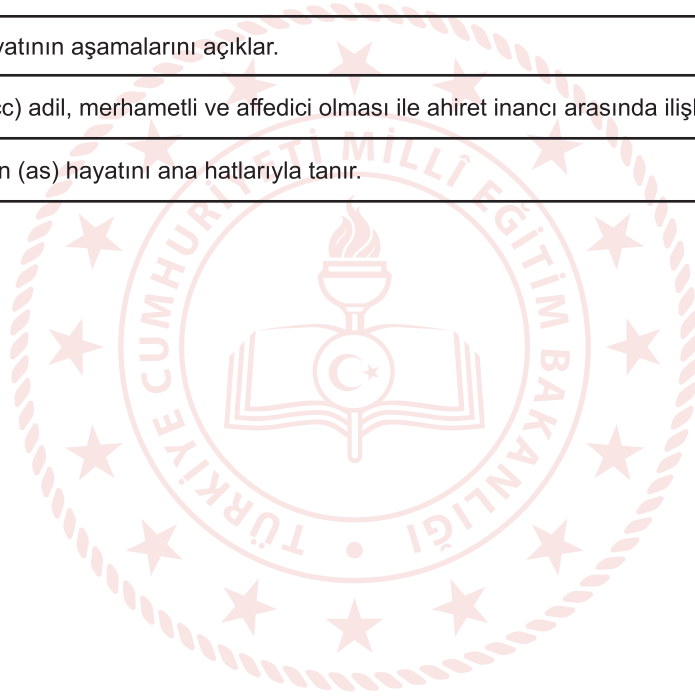 yatının aşamalarını açıklar.
cc) adil, merhametli ve affedici olması ile ahiret inancı arasında
n (as) hayatını ana hatlarıyla tanır.
TÜRKİYE CUMHURİYETİ MİLLÎ EĞİTİM BAKANLIĞI